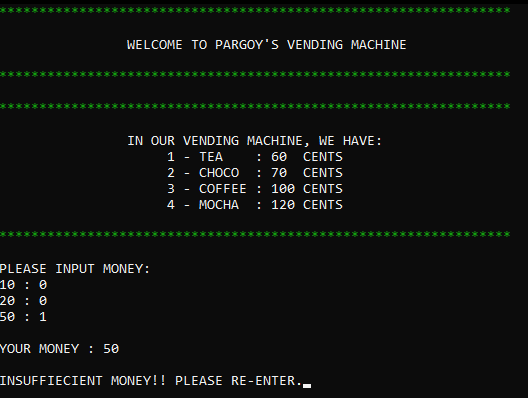 ****************************************************************
WELCOME TO PARGOY'S VENDING MACHINE
****************************************************************
****************************************************************
IN OUR VENDING MACHINE, WE HAVE:
1 - TEA    : 60  CENTS
2 - CHOCO  : 70  CENTS
3 - COFFEE : 100 CENTS
4 - MOCHA  : 120 CENTS
****************************************************************
PLEASE INPUT MONEY:
10 : 0
20 : 0
50 : 1
YOUR MONEY : 50
INSUFFIECIENT MONEY!! PLEASE RE-ENTER.